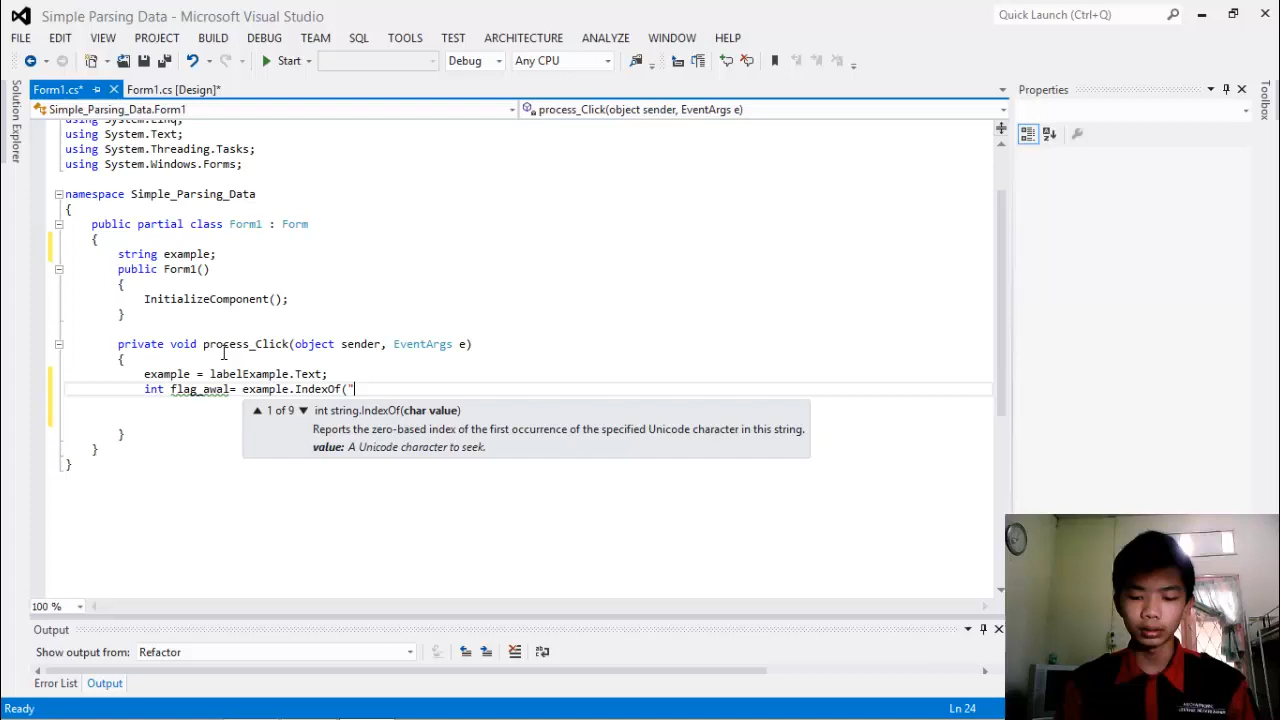 Simple Parsing Data - Microsoft Visual Studio
Quick Launch (Ctrl+Q)
FILE EDIT VIEW PROJECT BUILD DEBUG TEAM SQL TOOLS TEST ARCHITECTURE ANALYZE WINDOW HELP
Start Debug Any CPU
Solution Explorer
Form1.cs* Form1.cs [Design]*
Properties
Toolbox
Simple_Parsing_Data.Form1 process_Click(object sender, EventArgs e)
using System.Linq;
using System.Text;
using System.Threading.Tasks;
using System.Windows.Forms;
namespace Simple_Parsing_Data
{
public partial class Form1 : Form
{
string example;
public Form1()
{
InitializeComponent();
}
private void process_Click(object sender, EventArgs e)
{
example = labelExample.Text;
int flag_awal= example.IndexOf("
1 of 9 int string.IndexOf(char value)
Reports the zero-based index of the first occurrence of the specified Unicode character in this string.
value: A Unicode character to seek.
}
}
}
100 %
Output
Show output from: Refactor
Error List Output
Ready Ln 24